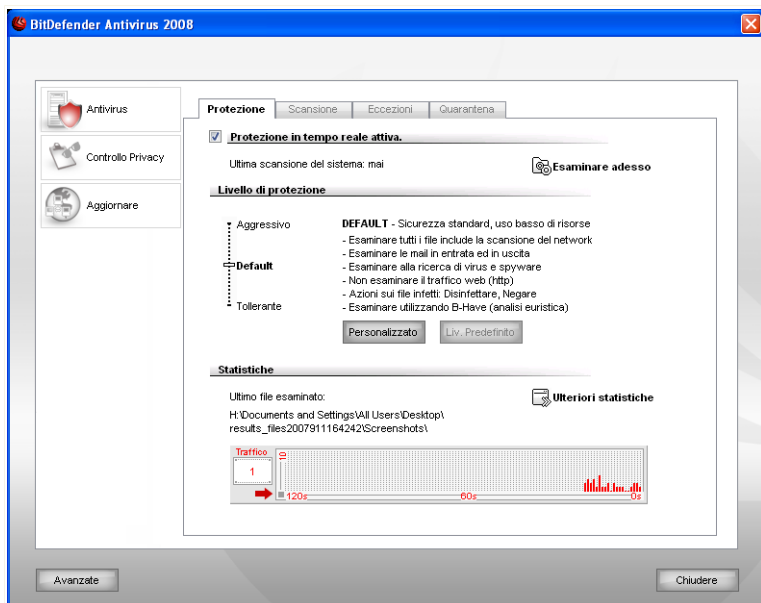 BitDefender Antivirus 2008
Antivirus
Controllo Privacy
Aggiornare
Protezione Scansione Eccezioni Quarantena
Protezione in tempo reale attiva.
Ultima scansione del sistema: mai
Esaminare adesso
Livello di protezione
Aggressivo
Default
Tollerante
DEFAULT - Sicurezza standard, uso basso di risorse
- Esaminare tutti i file include la scansione del network
- Esaminare le mail in entrata ed in uscita
- Esaminare alla ricerca di virus e spyware
- Non esaminare il traffico web (http)
- Azioni sui file infetti: Disinfettare, Negare
- Esaminare utilizzando B-Have (analisi euristica)
Personalizzato Liv. Predefinito
Statistiche
Ultimo file esaminato:
Ulteriori statistiche
H:\Documents and Settings\All Users\Desktop\
results_files2007911164242\Screenshots\
Traffico
1
10
120s 60s 0s
Avanzate Chiudere